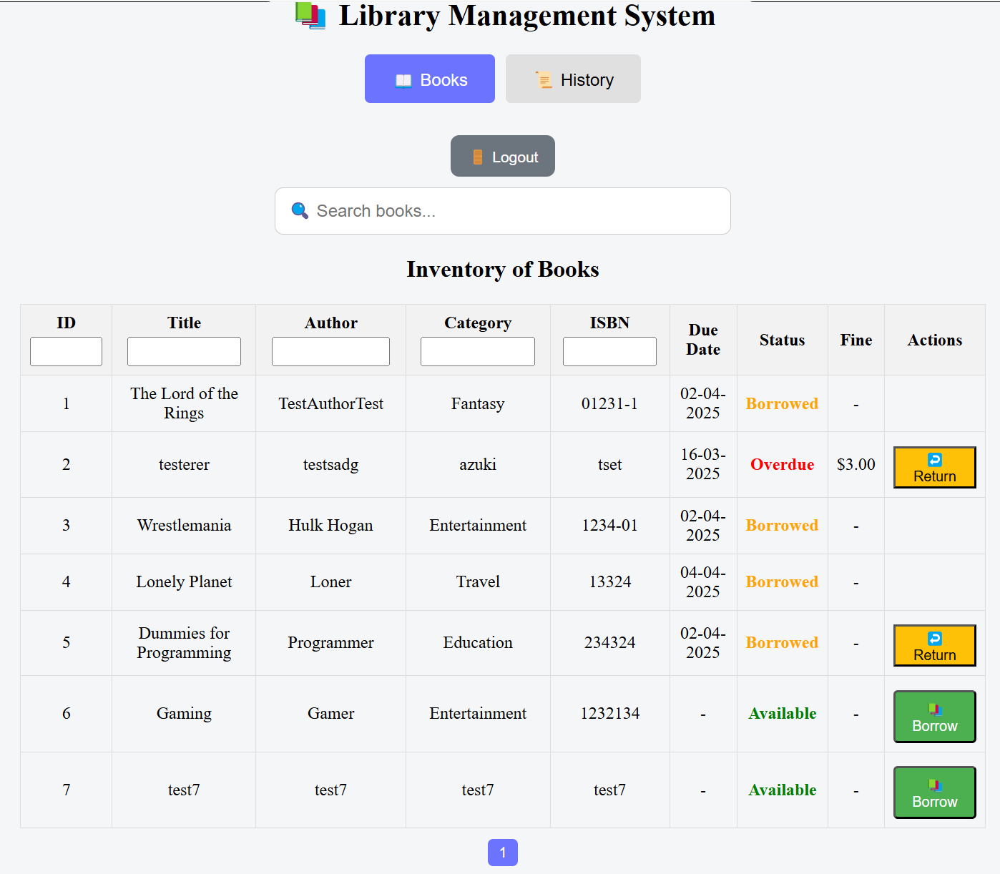 Library Management System
Books
History
Logout
Search books...
Inventory of Books
ID Title Author Category ISBN Due Date Status Fine Actions
1 The Lord of the Rings TestAuthorTest Fantasy 01231-1 02-04-2025 Borrowed -
2 testerer testsadg azuki tset 16-03-2025 Overdue $3.00 Return
3 Wrestlemania Hulk Hogan Entertainment 1234-01 02-04-2025 Borrowed -
4 Lonely Planet Loner Travel 13324 04-04-2025 Borrowed -
5 Dummies for Programming Programmer Education 234324 02-04-2025 Borrowed - Return
6 Gaming Gamer Entertainment 1232134 - Available - Borrow
7 test7 test7 test7 test7 - Available - Borrow
1